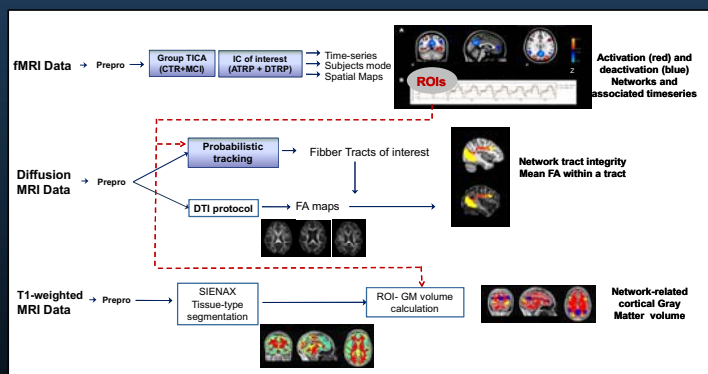 fMRI Data
Prepro
Group TICA
(CTR+MCI)
IC of interest
(ATRP + DTRP)
Time-series
Subjects mode
Spatial Maps
A
B
Z
ROIs
Activation (red) and
deactivation (blue)
Networks and
associated timeseries
Probabilistic
tracking
Fibber Tracts of interest
Diffusion
MRI Data
Prepro
DTI protocol
FA maps
Network tract integrity
Mean FA within a tract
T1-weighted
MRI Data
Prepro
SIENAX
Tissue-type
segmentation
ROI- GM volume
calculation
Network-related
cortical Gray
Matter volume